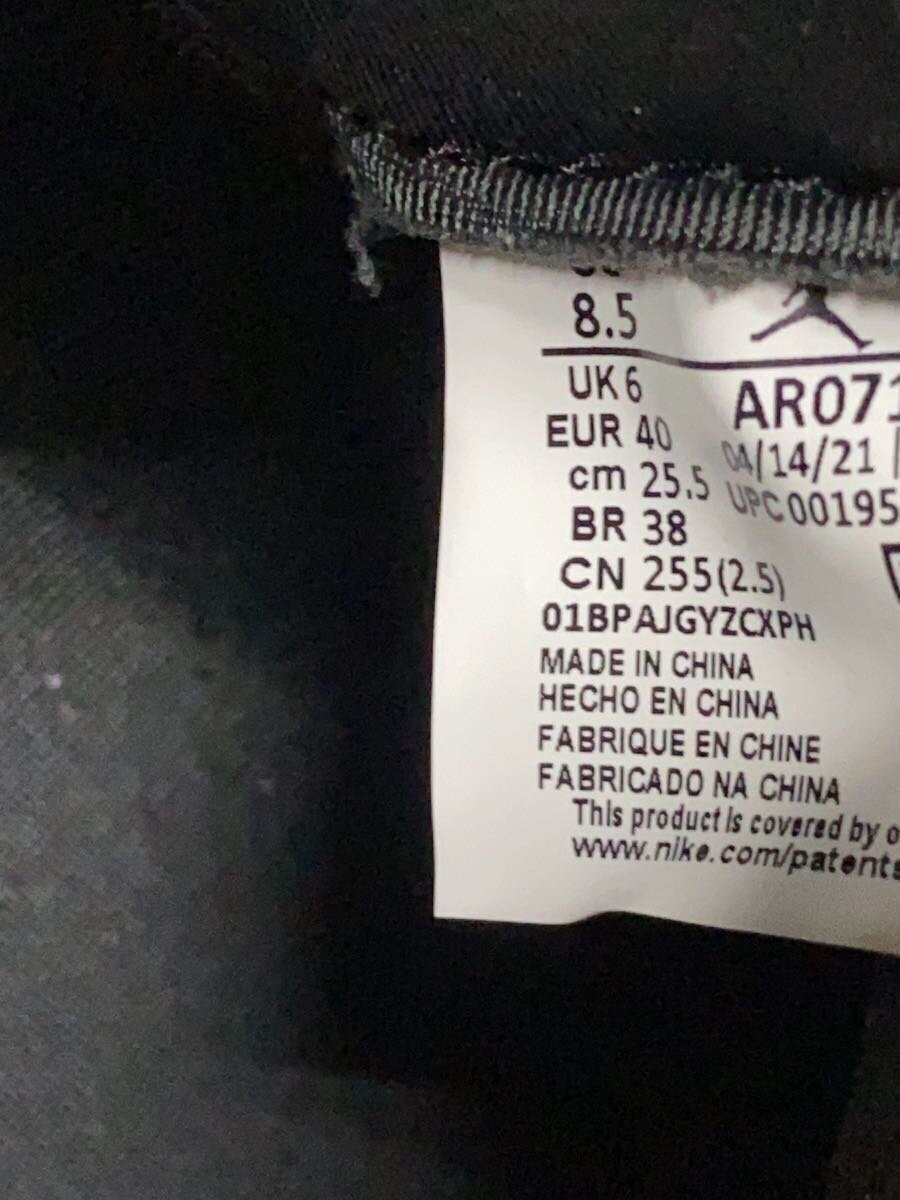 8.5
UK 6
EUR 40
cm 25.5
BR 38
CN 255(2.5)
AR071
04/14/21
UPC00195
01BPAJGYZCXPH
MADE IN CHINA
HECHO EN CHINA
FABRIQUE EN CHINE
FABRICADO NA CHINA
This product is covered by o
www.nike.com/patents